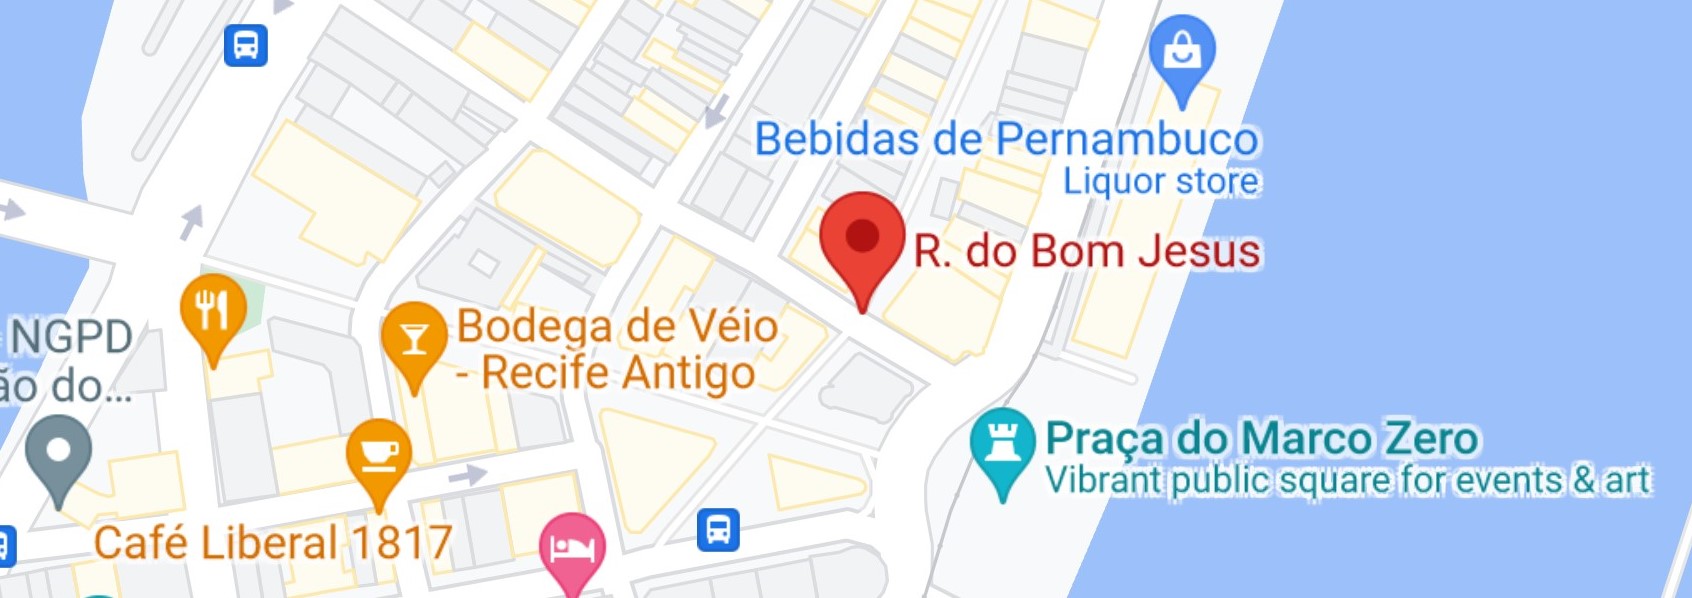 Bebidas de Pernambuco
Liquor store
R. do Bom Jesus
NGPD
ão do...
Bodega de Véio
- Recife Antigo
Praça do Marco Zero
Vibrant public square for events & art
Café Liberal 1817